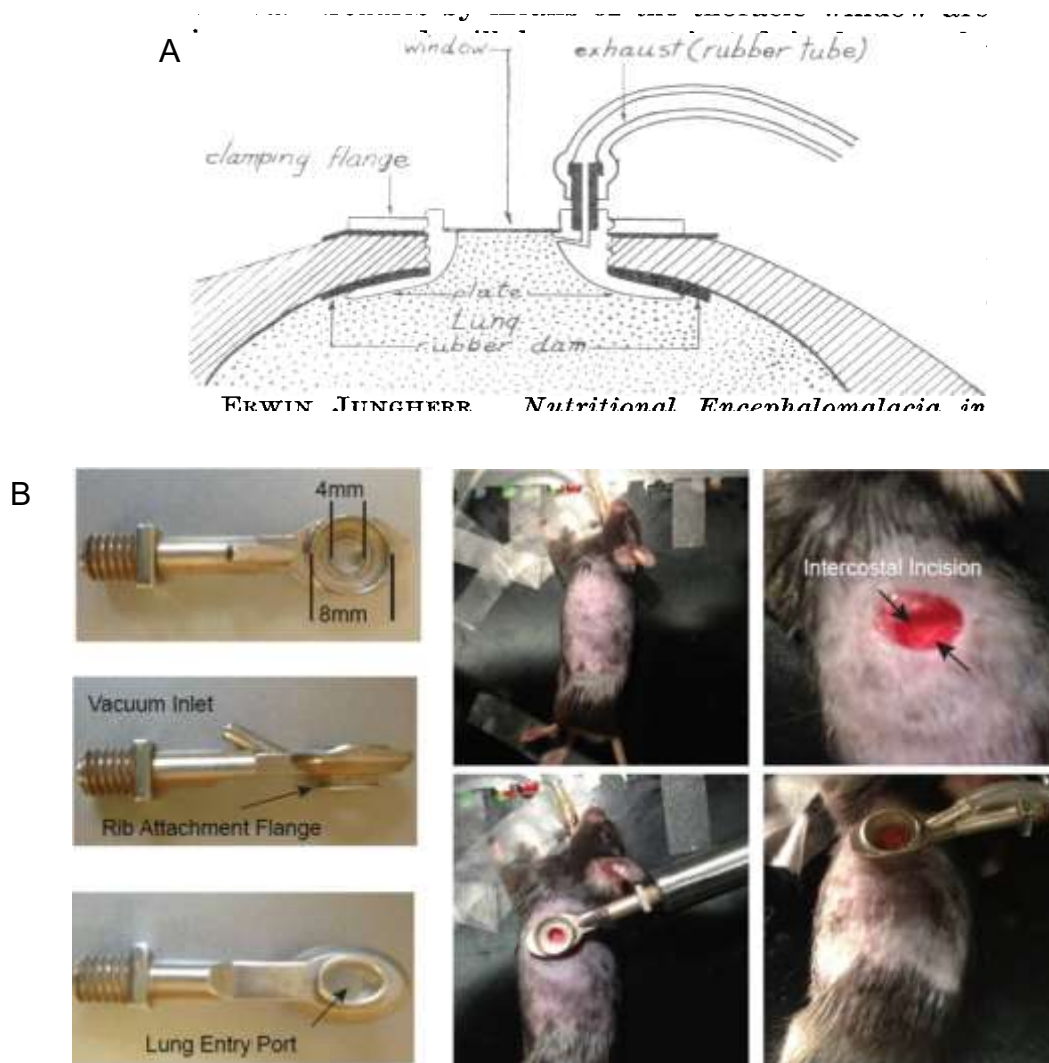 A
window
exhaust (rubber tube)
clamping flange
plate
Lung
rubber dam
ERWIN JUNGHERR Nutritional Encephalomalacia in
B
4mm
8mm
Intercostal Incision
Vacuum Inlet
Rib Attachment Flange
Lung Entry Port